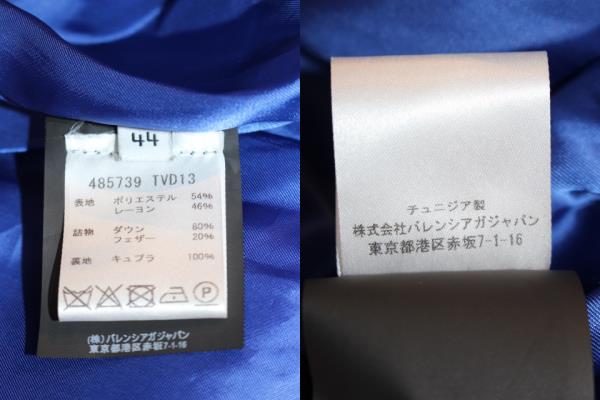 44
485739 TVD13
表地 ポリエステル 54%
レーヨン 46%
詰物 ダウン 80%
フェザー 20%
裏地 キュプラ 100%
P
(株)バレンシアガジャパン
東京都港区赤坂7-1-16
チュニジア製
株式会社バレンシアガジャパン
東京都港区赤坂7-1-16